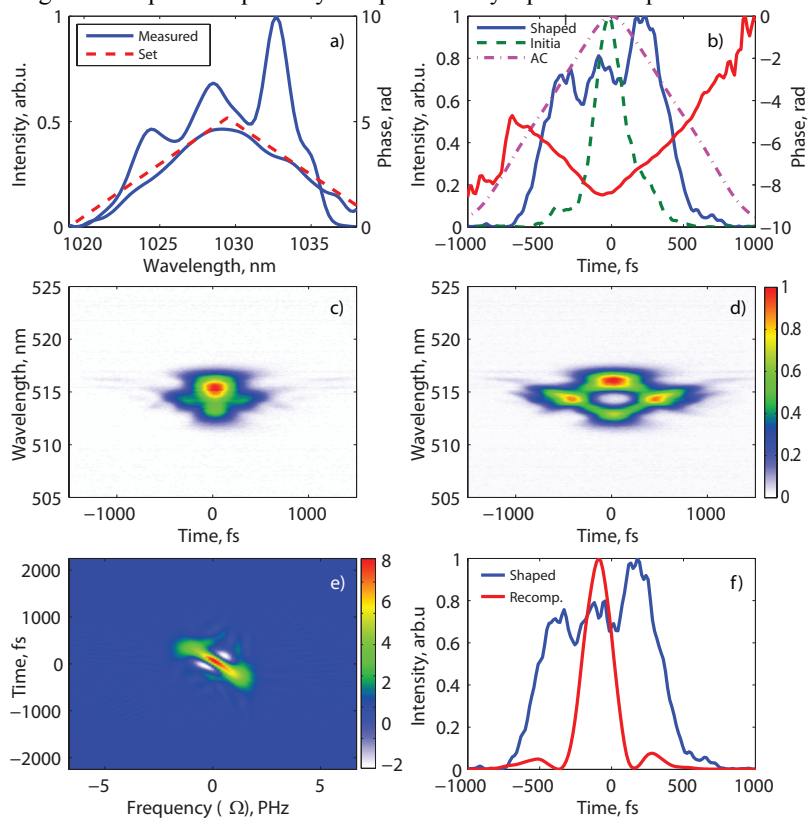 Measured
Set
a)
Intensity, arb.u.
Phase, rad
1
0.5
0
10
5
0
1020
1025
1030
1035
Wavelength, nm
Shaped
Initia
AC
b)
Intensity, arb.u.
Phase, rad
1
0.8
0.6
0.4
0.2
0
0
−2
−4
−6
−8
−10
-1000
-500
0
500
1000
Time, fs
c)
Wavelength, nm
525
520
515
510
505
−1000
0
1000
Time, fs
d)
Wavelength, nm
525
520
515
510
505
−1000
0
1000
Time, fs
1
0.8
0.6
0.4
0.2
0
e)
Time, fs
2000
1000
0
-1000
-2000
−5
0
5
Frequency ( Ω), PHz
8
6
4
2
0
−2
Shaped
Recomp.
f)
Intensity, arb.u
1
0.8
0.6
0.4
0.2
0
−1000
−500
0
500
1000
Time, fs